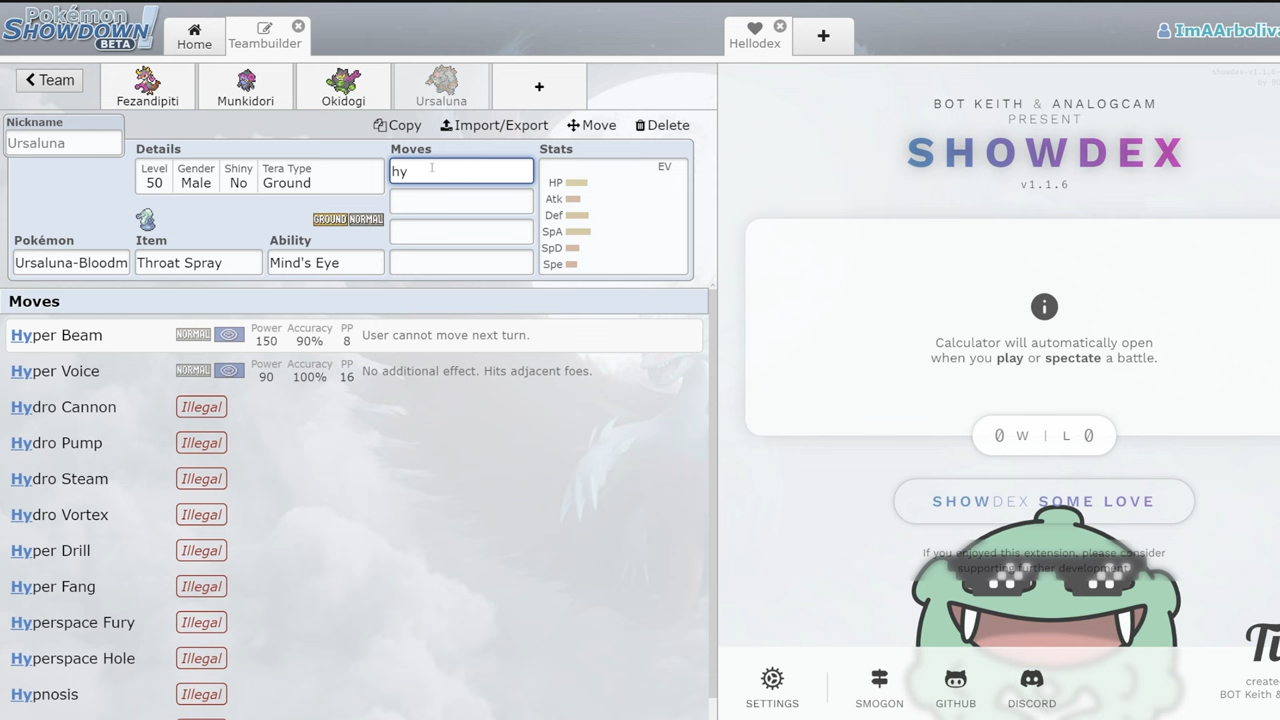 Pokémon
SHOWDOWN!
BETA
Home
Teambuilder
Hellodex
+
Team
Fezandipiti
Munkidori
Okidogi
Ursaluna
+
Nickname
Ursaluna
Copy
Import/Export
Move
Delete
Details
Level Gender Shiny Tera Type
50 Male No Ground
GROUND NORMAL
Pokémon Item Ability
Ursaluna-Bloodm Throat Spray Mind's Eye
Moves
hy
Stats
EV
HP
Atk
Def
SpA
SpD
Spe
Moves
Hyper Beam NORMAL Power 150 Accuracy 90% PP 8 User cannot move next turn.
Hyper Voice NORMAL Power 90 Accuracy 100% PP 16 No additional effect. Hits adjacent foes.
Hydro Cannon Illegal
Hydro Pump Illegal
Hydro Steam Illegal
Hydro Vortex Illegal
Hyper Drill Illegal
Hyper Fang Illegal
Hyperspace Fury Illegal
Hyperspace Hole Illegal
Hypnosis Illegal
BOT KEITH & ANALOGCAM
PRESENT
SHOWDEX
v1.1.6
Calculator will automatically open
when you play or spectate a battle.
0 W | L 0
SHOWDEX SOME LOVE
If you enjoyed this extension, please consider
supporting further development.
SETTINGS
SMOGON
GITHUB
DISCORD
BOT Keith &